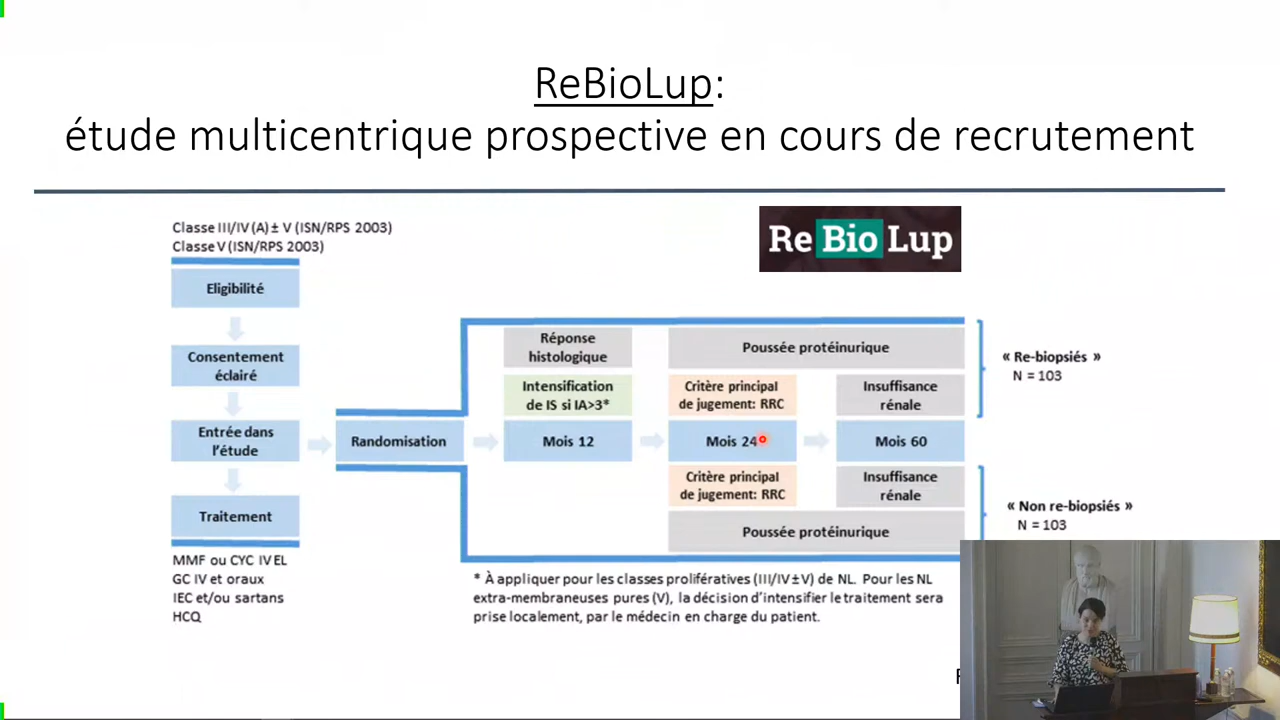 ReBioLup:
étude multicentrique prospective en cours de recrutement
Classe III/IV (A) ± V (ISN/RPS 2003)
Classe V (ISN/RPS 2003)
Eligibilité
Consentement
éclairé
Entrée dans
l'étude
Traitement
MMF ou CYC IV EL
GC IV et oraux
IEC et/ou sartans
HCQ
Randomisation
Re Bio Lup
Réponse
histologique
Intensification
de IS si IA>3*
Mois 12
Poussée protéinurique
Critère principal
de jugement: RRC
Insuffisance
rénale
Mois 24
Mois 60
Critère principal
de jugement: RRC
Insuffisance
rénale
Poussée protéinurique
« Re-biopsiés »
N = 103
« Non re-biopsiés »
N = 103
* À appliquer pour les classes prolifératives (III/IV ± V) de NL. Pour les NL
extra-membraneuses pures (V), la décision d'intensifier le traitement sera
prise localement, par le médecin en charge du patient.